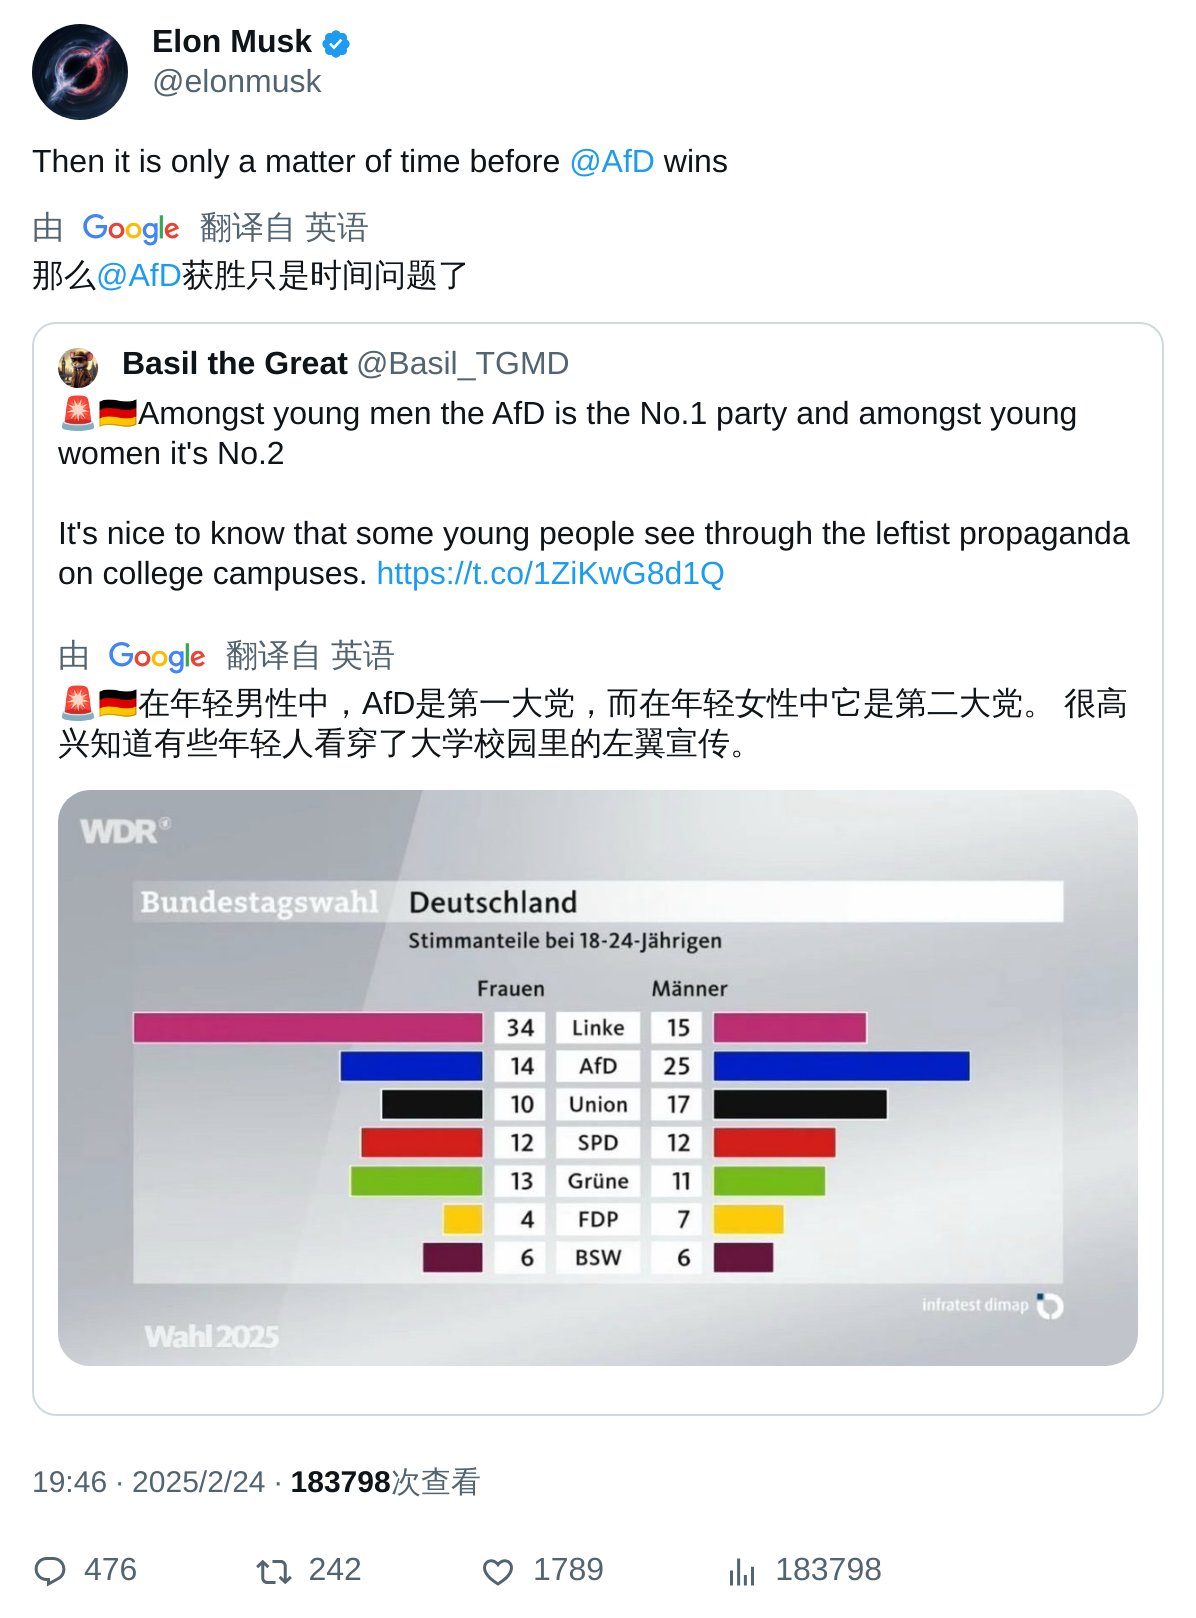 Elon Musk
@elonmusk
Then it is only a matter of time before @AfD wins
由 Google 翻译自 英语
那么@AfD获胜只是时间问题了
Basil the Great @Basil_TGMD
🚨🇩🇪Amongst young men the AfD is the No.1 party and amongst young
women it's No.2
It's nice to know that some young people see through the leftist propaganda
on college campuses. https://t.co/1ZiKwG8d1Q
由 Google 翻译自 英语
🚨🇩🇪在年轻男性中，AfD是第一大党，而在年轻女性中它是第二大党。 很高
兴知道有些年轻人看穿了大学校园里的左翼宣传。
WDR
Bundestagswahl Deutschland
Stimmanteile bei 18-24-Jährigen
Frauen Männer
34 Linke 15
14 AfD 25
10 Union 17
12 SPD 12
13 Grüne 11
4 FDP 7
6 BSW 6
infratest dimap
Wahl 2025
19:46 · 2025/2/24 · 183798次查看
476 242 1789 183798